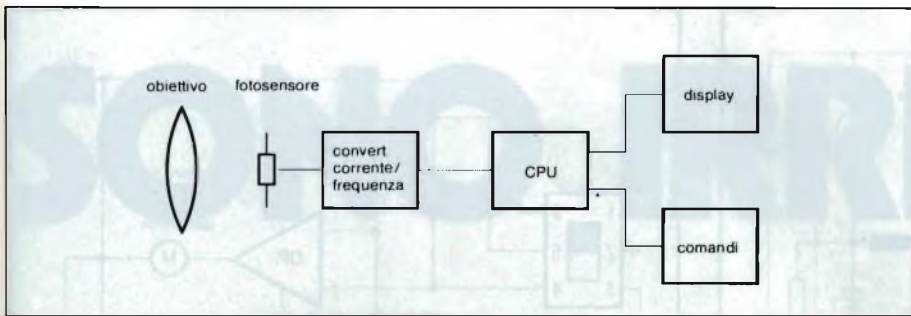 obiettivo
fotosensore
convert
corrente/
frequenza
CPU
display
comandi